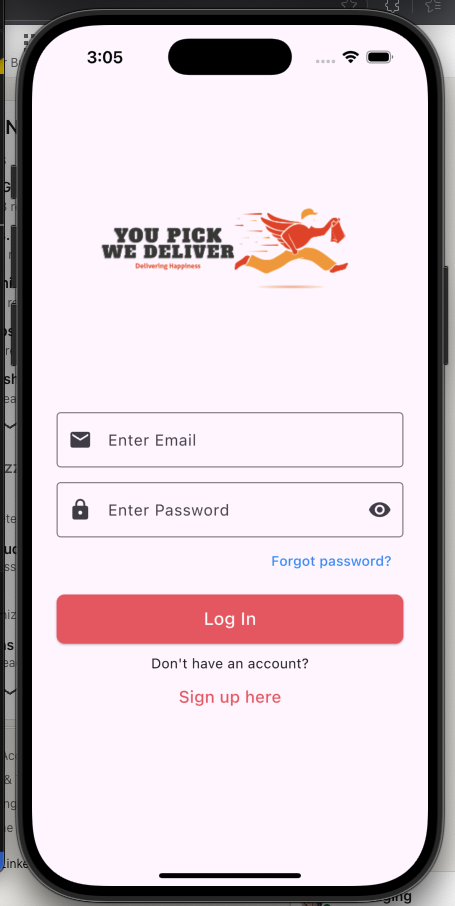 3:05
YOU PICK
WE DELIVER
Delivering Happiness
Enter Email
Enter Password
Forgot password?
Log In
Don't have an account?
Sign up here